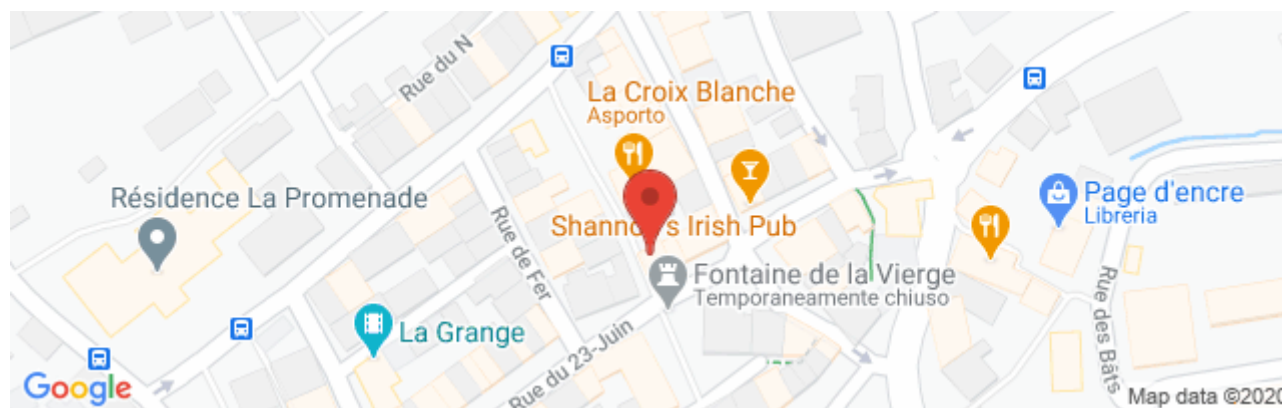 Rue du N
La Croix Blanche
Asporto
Résidence La Promenade
Page d'encre
Libreria
Shannon's Irish Pub
Rue de Fer
Fontaine de la Vierge
Temporaneamente chiuso
La Grange
Rue du 23-Juin
Rue des Bâts
Google
Map data ©2020